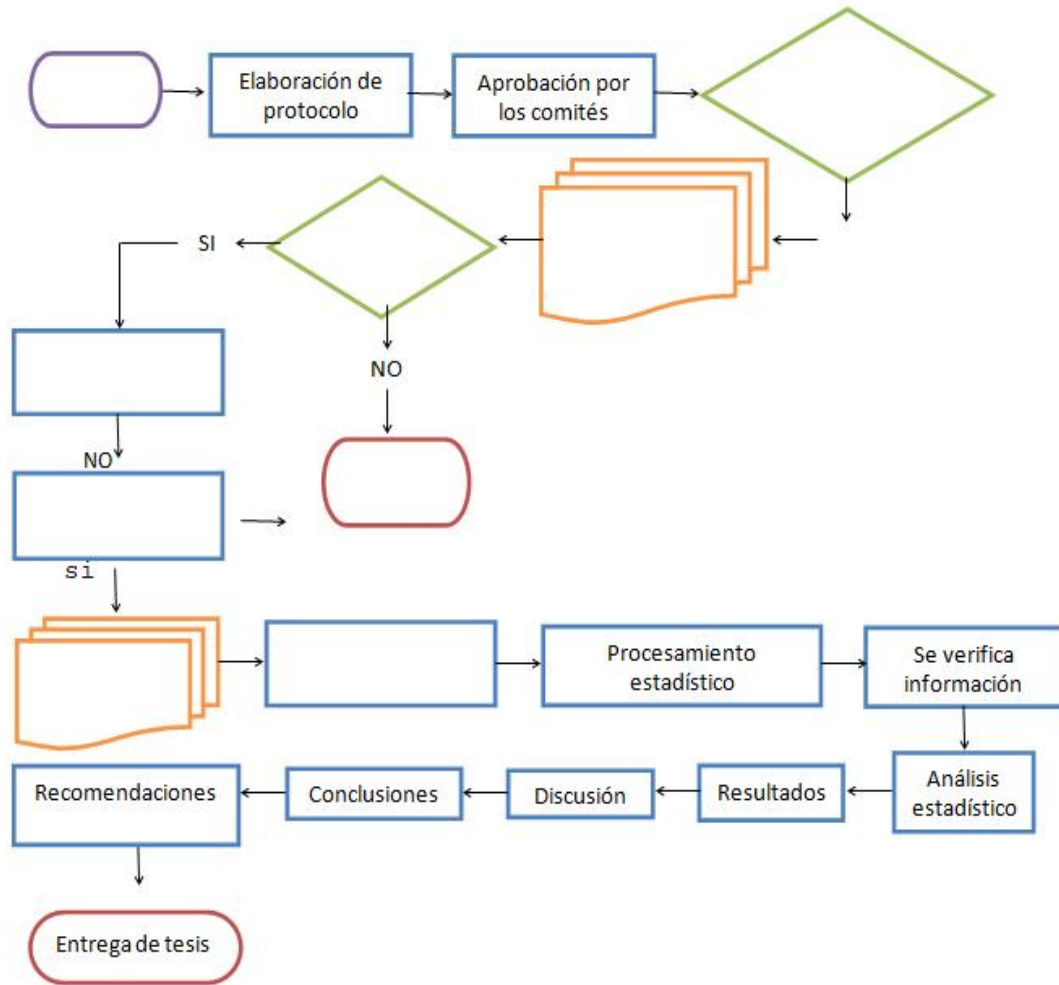 Elaboración de
protocolo
Aprobación por
los comités
SI
NO
NO
si
Procesamiento
estadístico
Se verifica
información
Análisis
estadístico
Resultados
Discusión
Conclusiones
Recomendaciones
Entrega de tesis